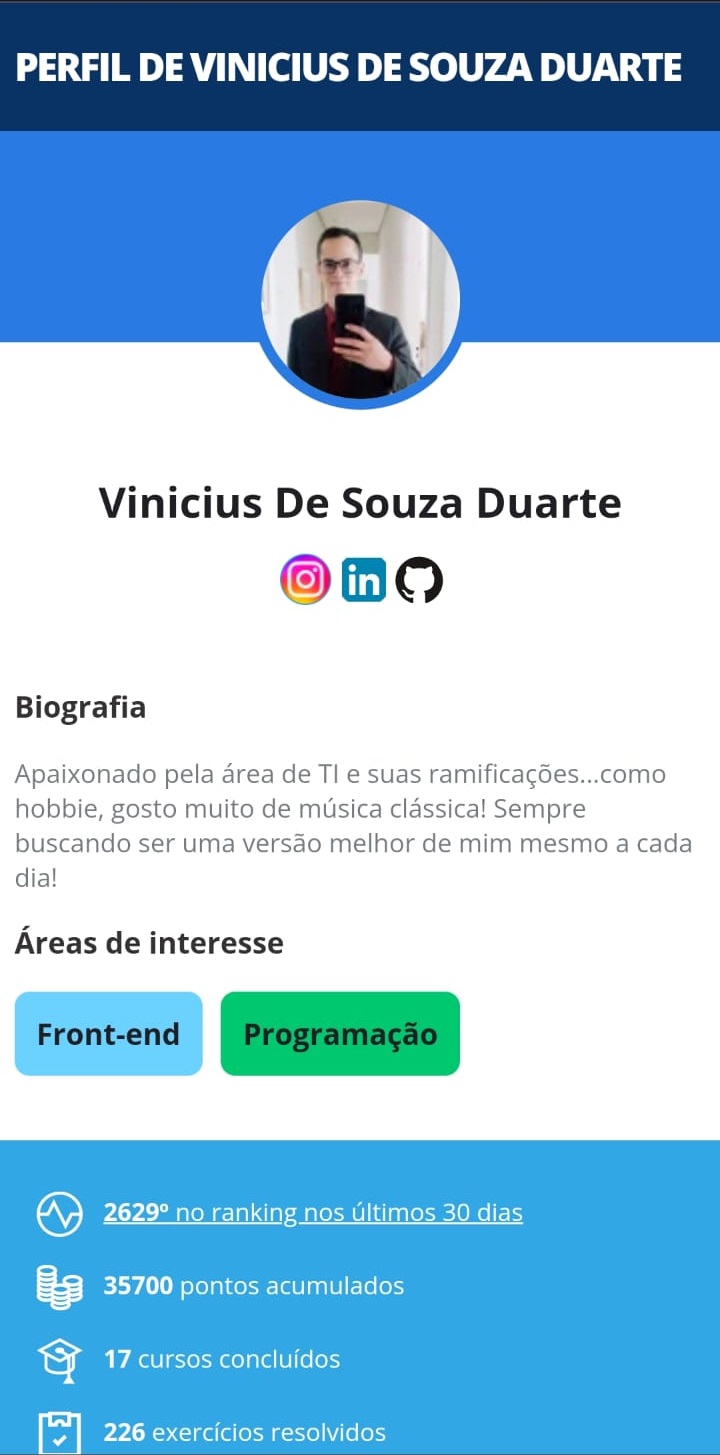 PERFIL DE VINICIUS DE SOUZA DUARTE
Vinicius De Souza Duarte
in
Biografia
Apaixonado pela área de TI e suas ramificações...como
hobbie, gosto muito de música clássica! Sempre
buscando ser uma versão melhor de mim mesmo a cada
dia!
Áreas de interesse
Front-end Programação
2629º no ranking nos últimos 30 dias
35700 pontos acumulados
17 cursos concluídos
226 exercícios resolvidos